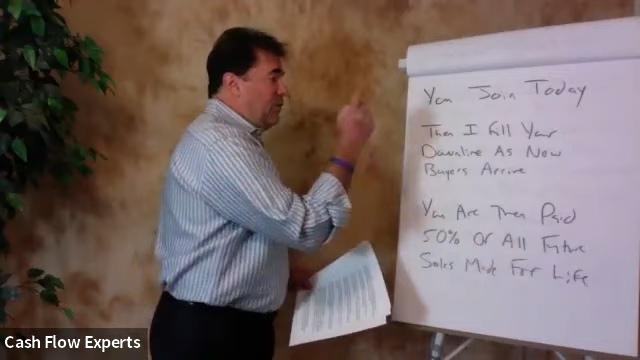 You Join Today
Then I Fill Your
Downline As New
Buyers Arrive
You Are Then Paid
50% Of All Future
Sales Made For Life
Cash Flow Experts